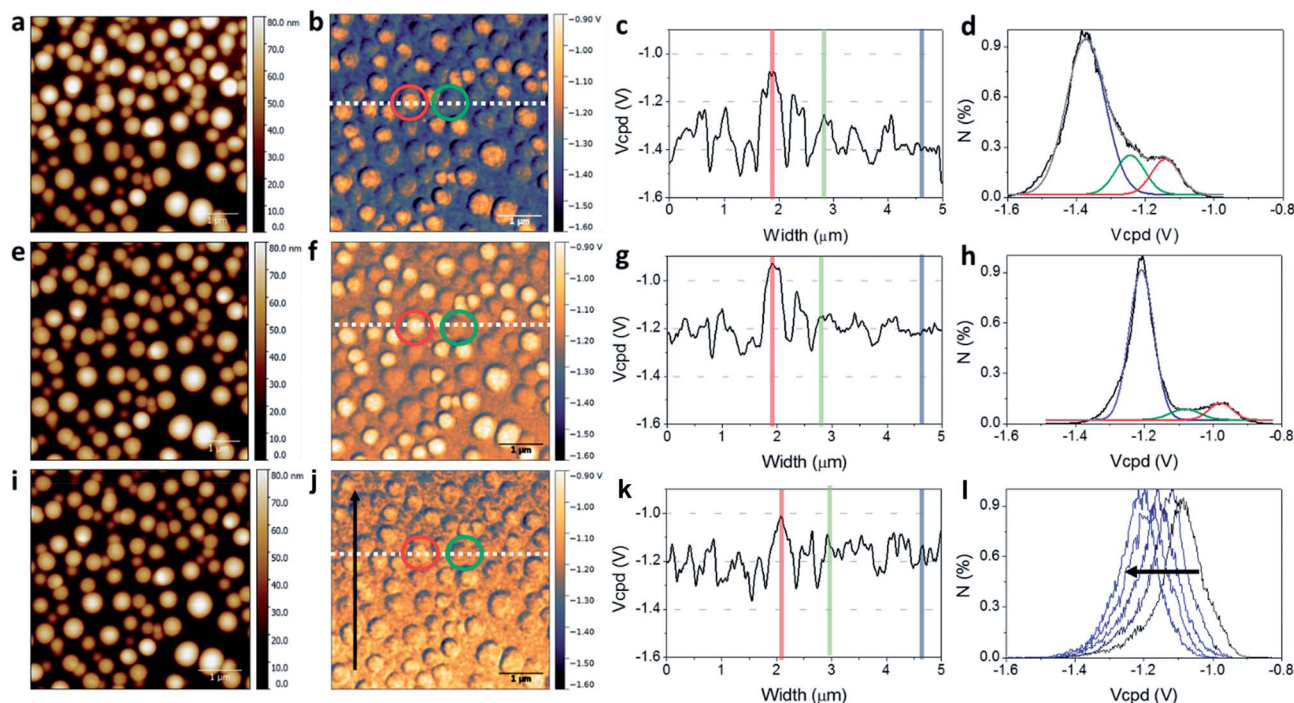 a
80.0 nm
70.0
60.0
50.0
40.0
30.0
20.0
10.0
0.0
1 µm
b
-0.90 V
-1.00
-1.10
-1.20
-1.30
-1.40
-1.50
-1.60
1 µm
c
Vcpd (V)
-1.0
-1.2
-1.4
-1.6
0 1 2 3 4 5
Width (µm)
d
N (%)
0.9
0.6
0.3
0.0
-1.6 -1.4 -1.2 -1.0 -0.8
Vcpd (V)
e
80.0 nm
70.0
60.0
50.0
40.0
30.0
20.0
10.0
0.0
1 µm
f
-0.90 V
-1.00
-1.10
-1.20
-1.30
-1.40
-1.50
-1.60
1 µm
g
Vcpd (V)
-1.0
-1.2
-1.4
-1.6
0 1 2 3 4 5
Width (µm)
h
N (%)
0.9
0.6
0.3
0.0
-1.6 -1.4 -1.2 -1.0 -0.8
Vcpd (V)
i
80.0 nm
70.0
60.0
50.0
40.0
30.0
20.0
10.0
0.0
1 µm
j
-0.90 V
-1.00
-1.10
-1.20
-1.30
-1.40
-1.50
-1.60
1 µm
k
Vcpd (V)
-1.0
-1.2
-1.4
-1.6
0 1 2 3 4 5
Width (µm)
l
N (%)
0.9
0.6
0.3
0.0
-1.6 -1.4 -1.2 -1.0 -0.8
Vcpd (V)